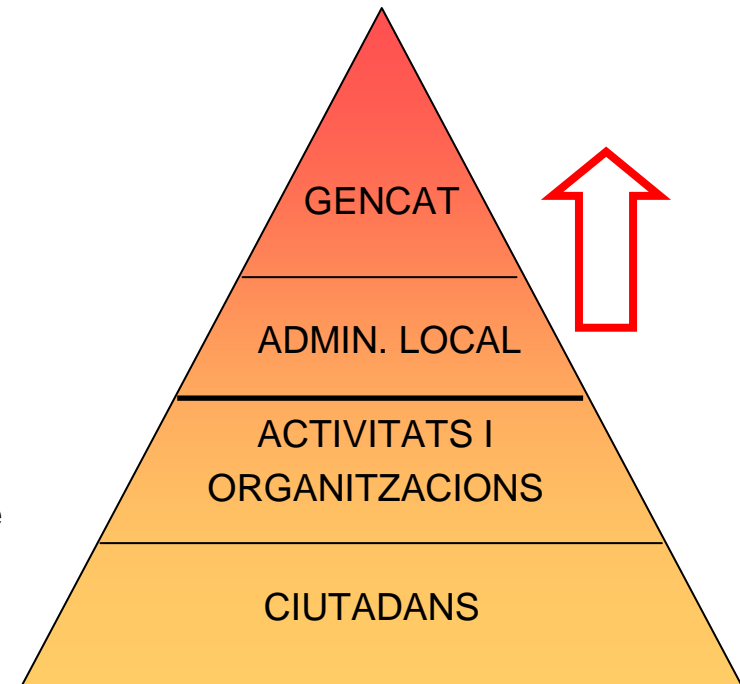 GENCAT
ADMIN. LOCAL
ACTIVITATS I
ORGANITZACIONS
CIUTADANS